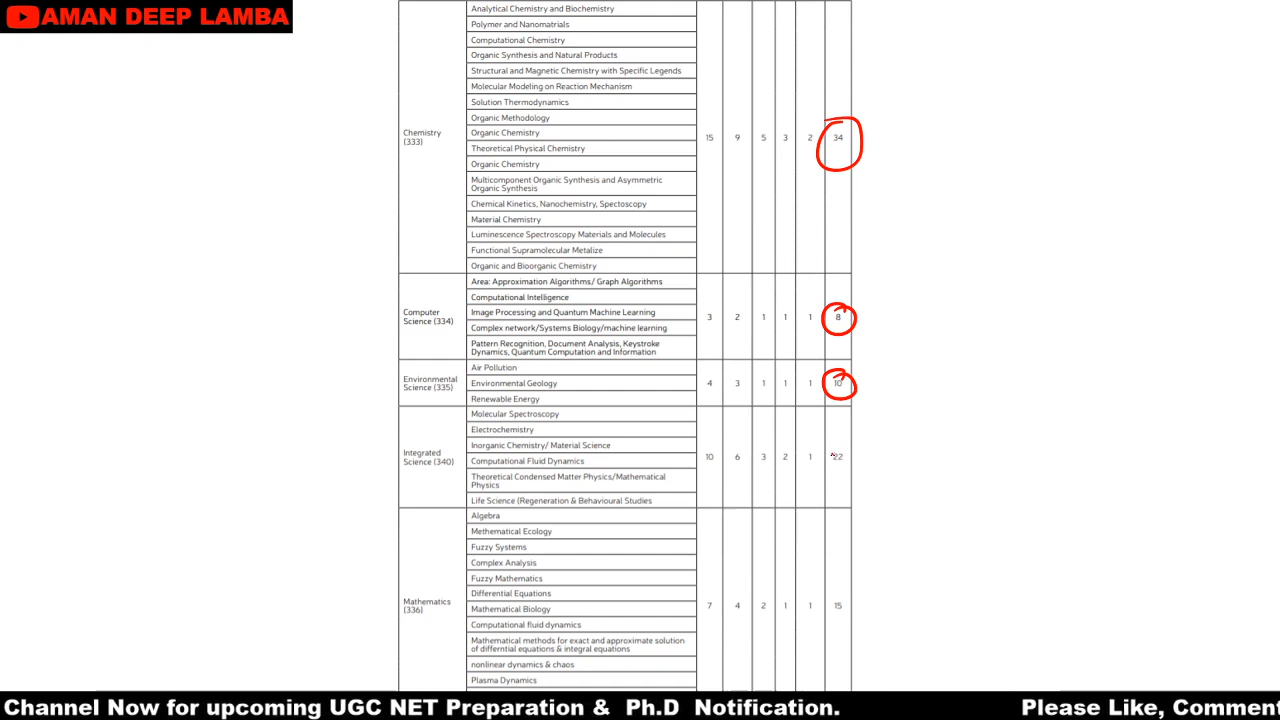 AMAN DEEP LAMBA
Analytical Chemistry and Biochemistry
Polymer and Nanomatrials
Computational Chemistry
Organic Synthesis and Natural Products
Structural and Magnetic Chemistry with Specific Legends
Molecular Modeling on Reaction Mechanism
Solution Thermodynamics
Organic Methodology
Chemistry
(333)
Organic Chemistry
15 9 5 3 2 34
Theoretical Physical Chemistry
Organic Chemistry
Multicomponent Organic Synthesis and Asymmetric
Organic Synthesis
Chemical Kinetics, Nanochemistry, Spectoscopy
Material Chemistry
Luminescence Spectroscopy Materials and Molecules
Functional Supramolecular Metalize
Organic and Bioorganic Chemistry
Computer
Science (334)
Area: Approximation Algorithms/ Graph Algorithms
Computational Intelligence
Image Processing and Quantum Machine Learning
Complex network/Systems Biology/machine learning
Pattern Recognition, Document Analysis, Keystroke
Dynamics, Quantum Computation and Information
3 2 1 1 1 8
Environmental
Science (335)
Air Pollution
Environmental Geology
Renewable Energy
4 3 1 1 1 10
Integrated
Science (340)
Molecular Spectroscopy
Electrochemistry
Inorganic Chemistry/ Material Science
Computational Fluid Dynamics
Theoretical Condensed Matter Physics/Mathematical
Physics
Life Science (Regeneration & Behavioural Studies
10 6 3 2 1 22
Mathematics
(336)
Algebra
Methematical Ecology
Fuzzy Systems
Complex Analysis
Fuzzy Mathematics
Differential Equations
Mathematical Biology
Computational fluid dynamics
Mathematical methods for exact and approximate solution
of differntial equations & integral equations
nonlinear dynamics & chaos
Plasma Dynamics
7 4 2 1 1 15
Channel Now for upcoming UGC NET Preparation & Ph.D Notification. Please Like, Comment